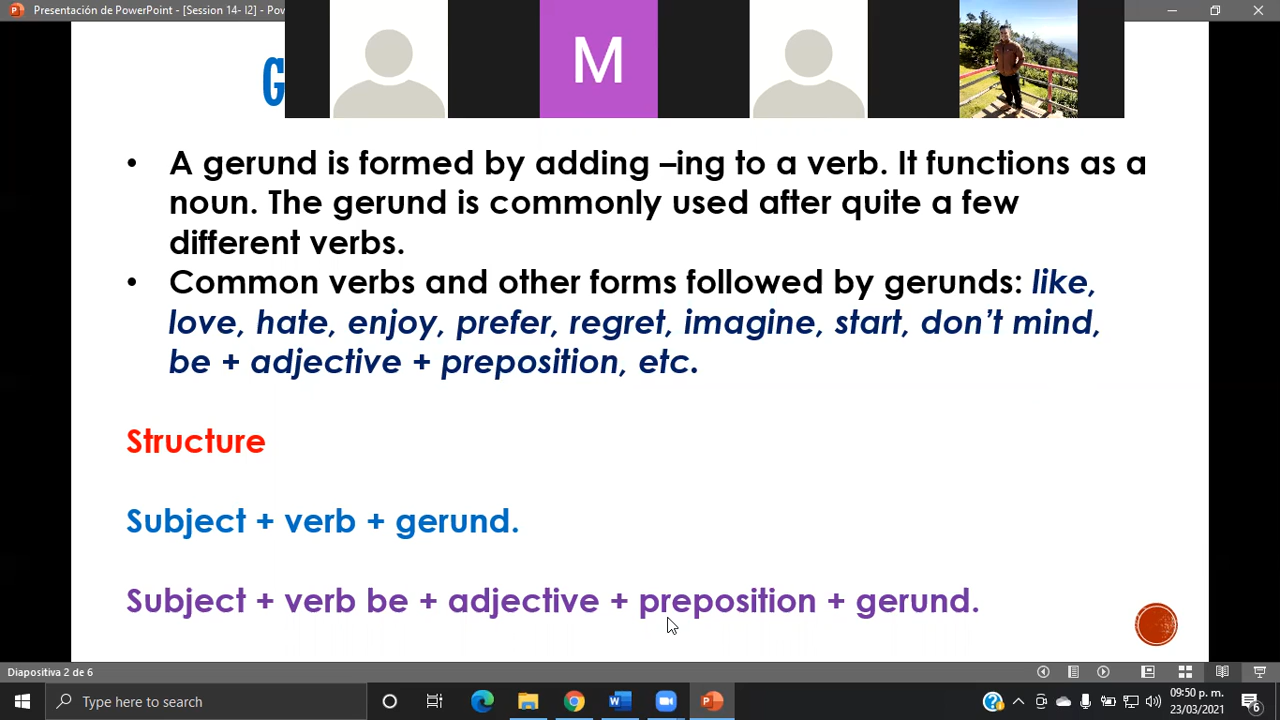 Presentación de PowerPoint - [Session 14- I2] - Pov
M
G
• A gerund is formed by adding –ing to a verb. It functions as a
noun. The gerund is commonly used after quite a few
different verbs.
• Common verbs and other forms followed by gerunds: like,
love, hate, enjoy, prefer, regret, imagine, start, don’t mind,
be + adjective + preposition, etc.
Structure
Subject + verb + gerund.
Subject + verb be + adjective + preposition + gerund.
Diapositiva 2 de 6
Type here to search
09:50 p. m.
23/03/2021
6